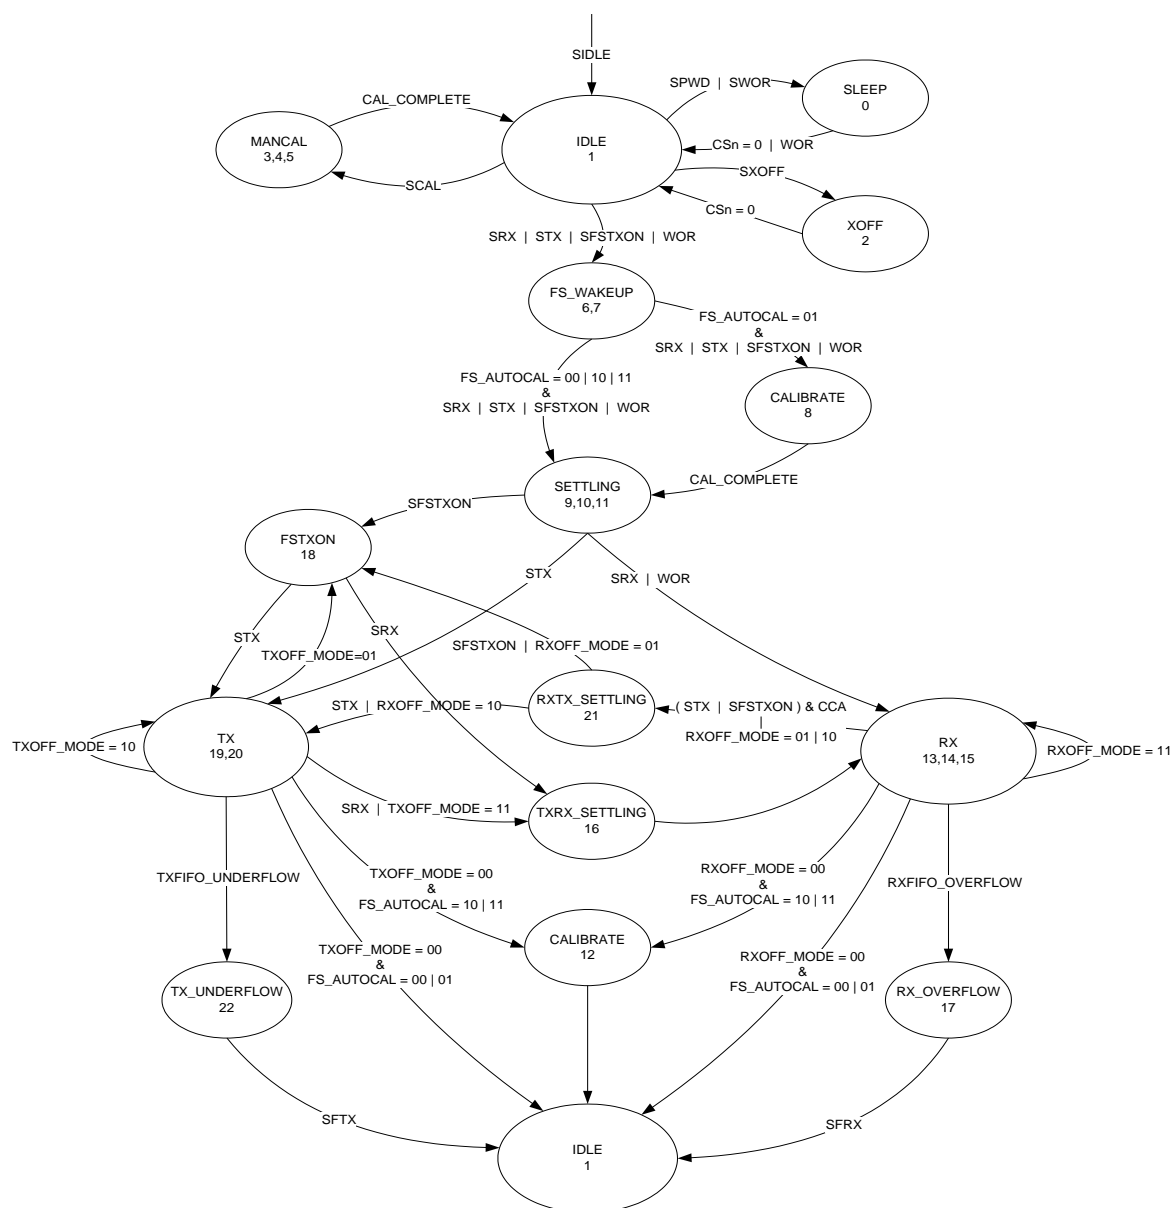 SIDLE
SPWD | SWOR
SLEEP
0
CAL_COMPLETE
IDLE
1
MANCAL
3,4,5
CSn = 0 | WOR
SCAL
SXOFF
CSn = 0
XOFF
2
SRX | STX | SFSTXON | WOR
FS_WAKEUP
6,7
FS_AUTOCAL = 01
&
SRX | STX | SFSTXON | WOR
FS_AUTOCAL = 00 | 10 | 11
&
SRX | STX | SFSTXON | WOR
CALIBRATE
8
SETTLING
9,10,11
CAL_COMPLETE
SFSTXON
FSTXON
18
STX
SRX | WOR
STX
SRX
TXOFF_MODE=01
SFSTXON | RXOFF_MODE = 01
RXTX_SETTLING
21
STX | RXOFF_MODE = 10
( STX | SFSTXON ) & CCA
|
RXOFF_MODE = 01 | 10
TXOFF_MODE = 10
TX
19,20
RX
13,14,15
RXOFF_MODE = 11
SRX | TXOFF_MODE = 11
TXRX_SETTLING
16
TXFIFO_UNDERFLOW
TXOFF_MODE = 00
&
FS_AUTOCAL = 10 | 11
RXOFF_MODE = 00
&
FS_AUTOCAL = 10 | 11
RXFIFO_OVERFLOW
TXOFF_MODE = 00
&
FS_AUTOCAL = 00 | 01
CALIBRATE
12
RXOFF_MODE = 00
&
FS_AUTOCAL = 00 | 01
TX_UNDERFLOW
22
RX_OVERFLOW
17
SFTX
SFRX
IDLE
1